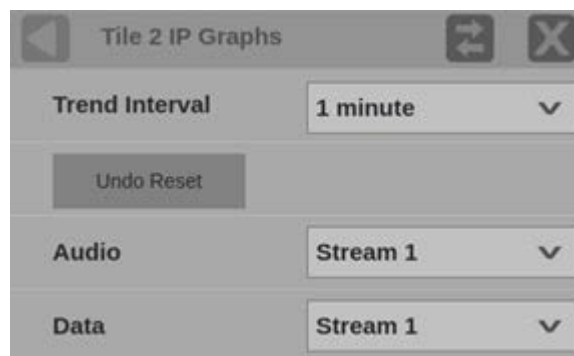 Tile 2 IP Graphs
Trend Interval 1 minute
Undo Reset
Audio Stream 1
Data Stream 1